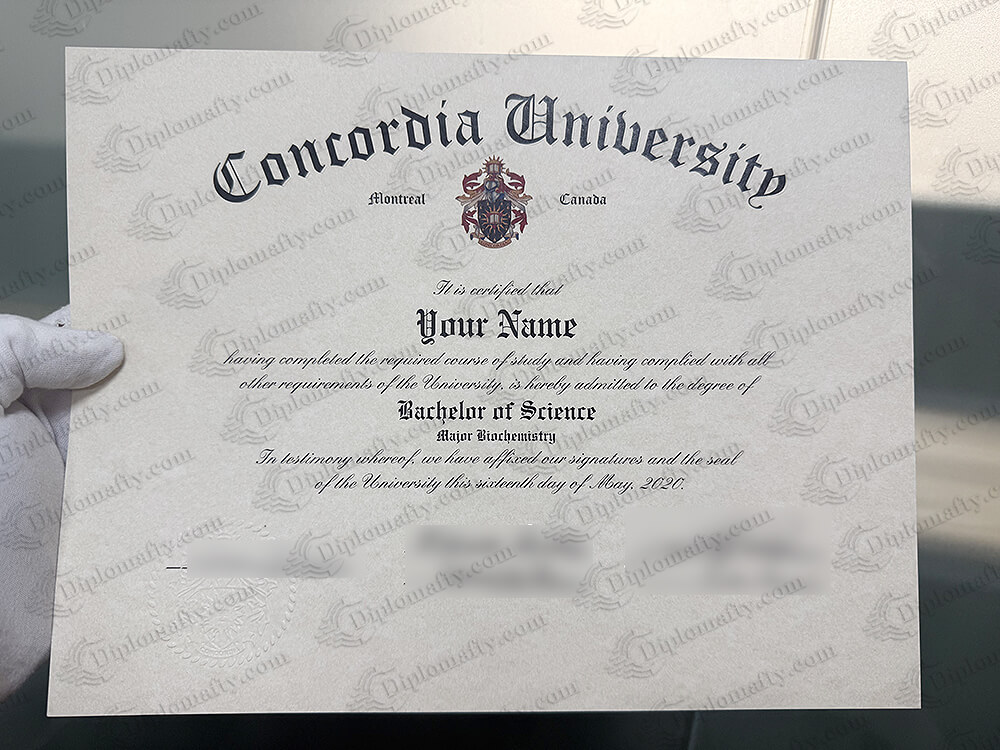 Concordia University
Montreal Canada
It is certified that
Your Name
having completed the required course of study and having complied with all
other requirements of the University, is hereby admitted to the degree of
Bachelor of Science
Major Biochemistry
In testimony whereof, we have affixed our signatures and the seal
of the University this sixteenth day of May, 2020.
Diplomafty.com